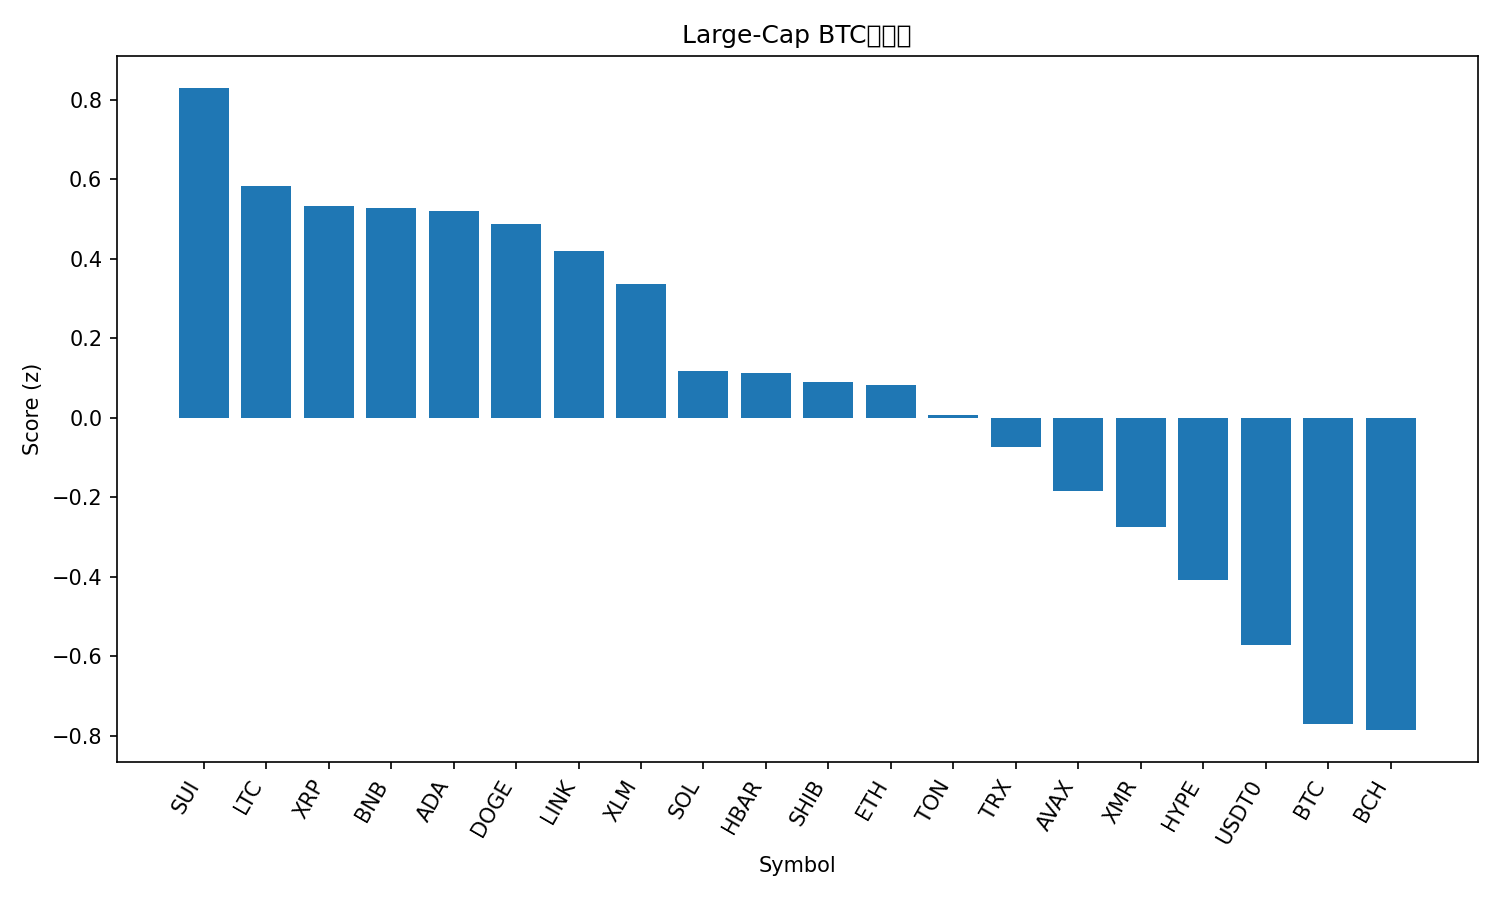 Large-Cap BTC
Score (z)
0.8
0.6
0.4
0.2
0.0
−0.2
−0.4
−0.6
−0.8
SUI
LTC
XRP
BNB
ADA
DOGE
LINK
XLM
SOL
HBAR
SHIB
ETH
TON
TRX
AVAX
XMR
HYPE
USDT0
BTC
BCH
Symbol